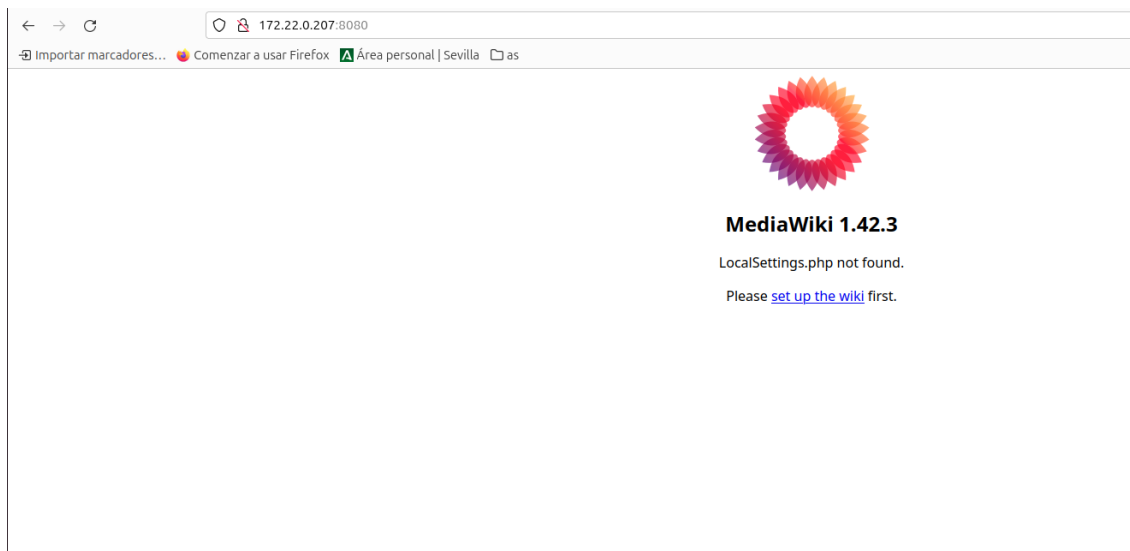 172.22.0.207:8080
Importar marcadores... Comenzar a usar Firefox Área personal | Sevilla as
MediaWiki 1.42.3
LocalSettings.php not found.
Please set up the wiki first.